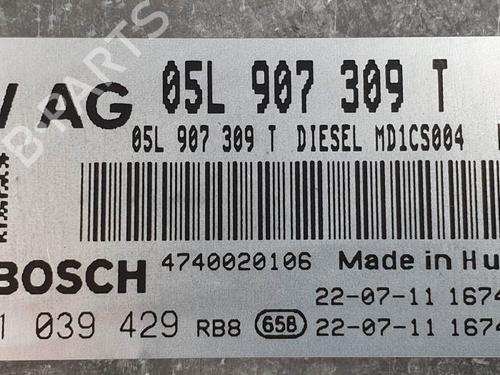 AG 05L 907 309 T
05L 907 309 T DIESEL MD1CS004
BOSCH 4740020106 Made in Hu
22-07-11 1674
1 039 429 RB8 658 22-07-11 1674
B-PARTS